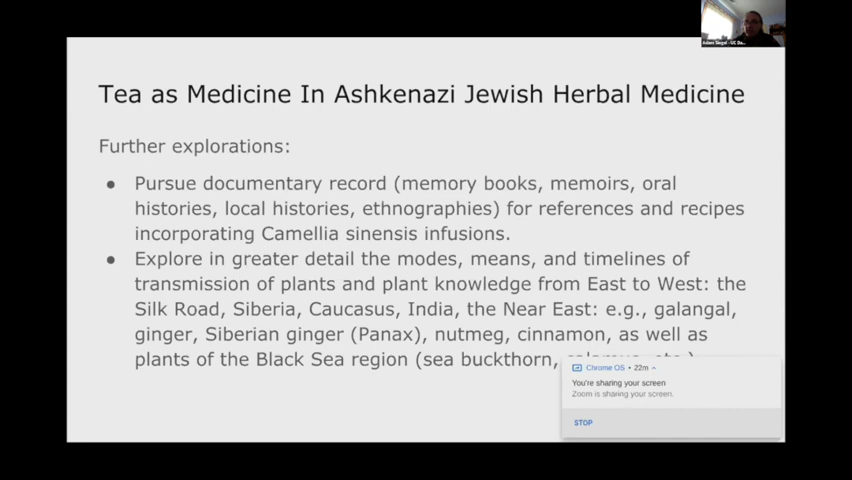 Tea as Medicine In Ashkenazi Jewish Herbal Medicine
Further explorations:
● Pursue documentary record (memory books, memoirs, oral
histories, local histories, ethnographies) for references and recipes
incorporating Camellia sinensis infusions.
● Explore in greater detail the modes, means, and timelines of
transmission of plants and plant knowledge from East to West: the
Silk Road, Siberia, Caucasus, India, the Near East: e.g., galangal,
ginger, Siberian ginger (Panax), nutmeg, cinnamon, as well as
plants of the Black Sea region (sea buckthorn,
Chrome OS • 22m
You're sharing your screen
Zoom is sharing your screen.
STOP